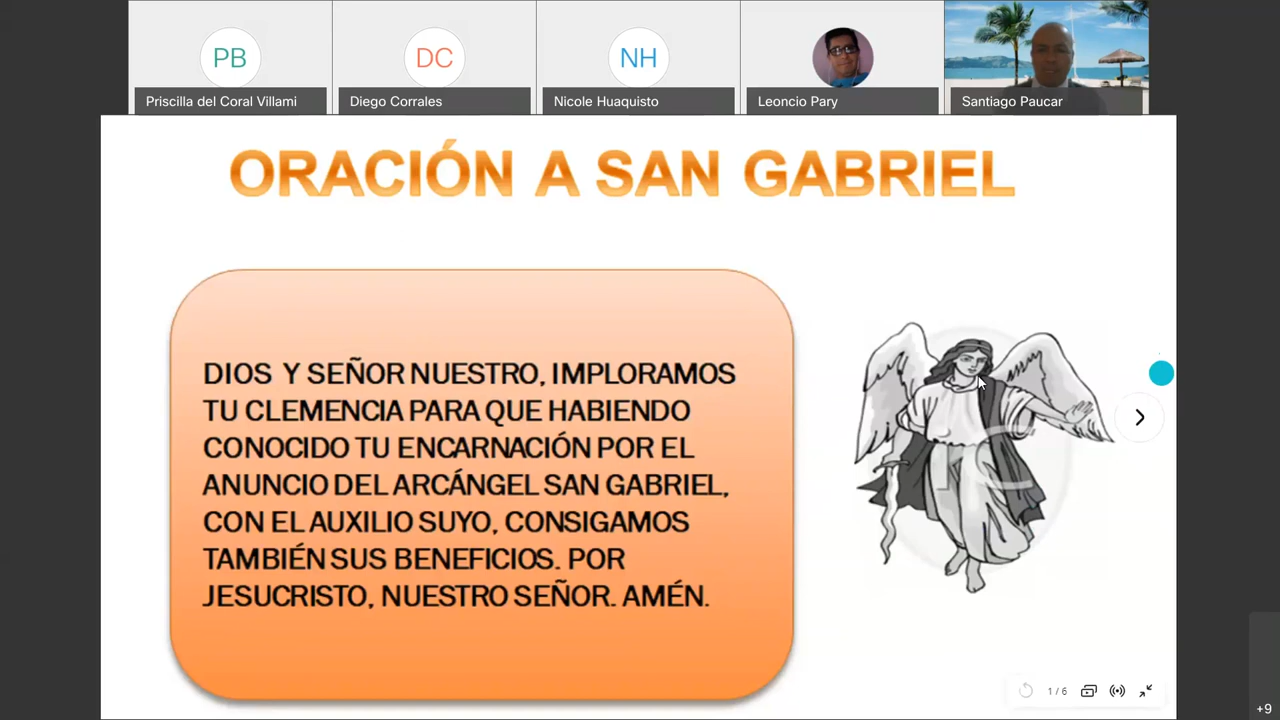 PB
DC
NH
Priscilla del Coral Villami
Diego Corrales
Nicole Huaquisto
Leoncio Pary
Santiago Paucar
ORACIÓN A SAN GABRIEL
DIOS Y SEÑOR NUESTRO, IMPLORAMOS
TU CLEMENCIA PARA QUE HABIENDO
CONOCIDO TU ENCARNACIÓN POR EL
ANUNCIO DEL ARCÁNGEL SAN GABRIEL,
CON EL AUXILIO SUYO, CONSIGAMOS
TAMBIÉN SUS BENEFICIOS. POR
JESUCRISTO, NUESTRO SEÑOR. AMÉN.
1/6
+9